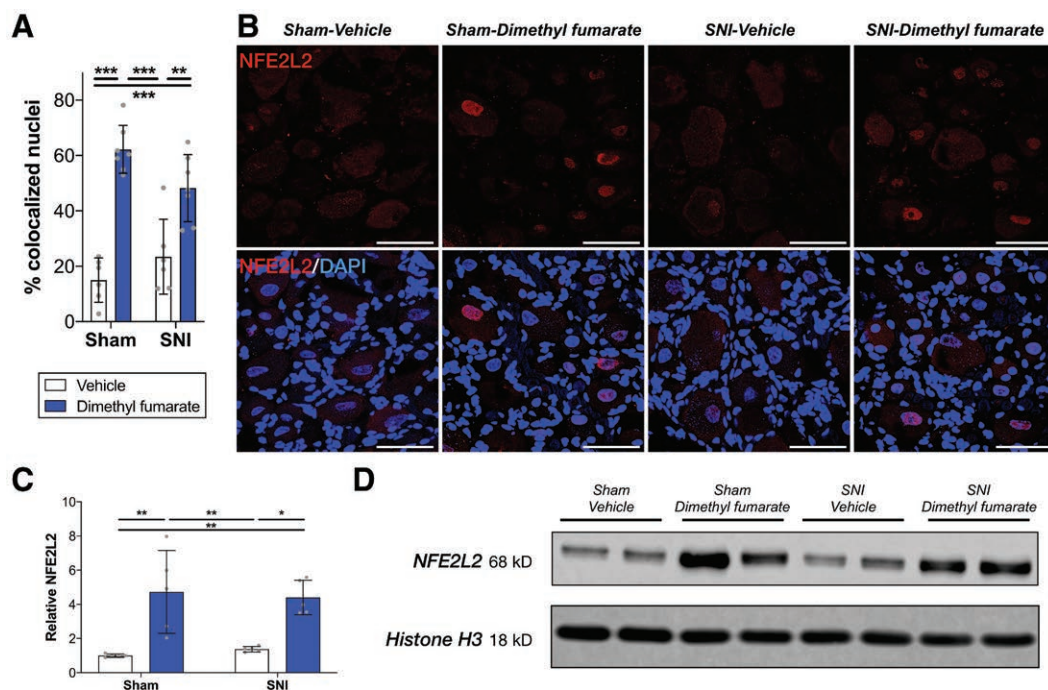 A
*** *** **
***
% colocalized nuclei
80
60
40
20
0
Sham SNI
Vehicle
Dimethyl fumarate
B
Sham-Vehicle Sham-Dimethyl fumarate SNI-Vehicle SNI-Dimethyl fumarate
NFE2L2
NFE2L2/DAPI
C
** ** *
**
Relative NFE2L2
10
8
6
4
2
0
Sham SNI
D
Sham Sham SNI SNI
Vehicle Dimethyl fumarate Vehicle Dimethyl fumarate
NFE2L2 68 kD
Histone H3 18 kD